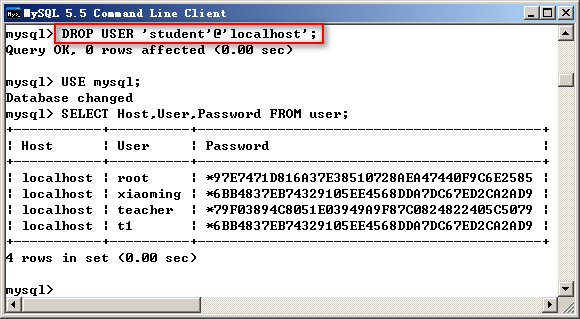 MySQL 5.5 Command Line Client
mysql> DROP USER 'student'@'localhost';
Query OK, 0 rows affected (0.00 sec)
mysql> USE mysql;
Database changed
mysql> SELECT Host,User,Password FROM user;
+-----------+----------+-------------------------------------------+
| Host | User | Password |
+-----------+----------+-------------------------------------------+
| localhost | root | *97E7471D816A37E38510728AEA47440F9C6E2585 |
| localhost | xiaoming | *6BB4837EB74329105EE4568DDA7DC67ED2CA2AD9 |
| localhost | teacher | *79F03894C8051E03949A9F87C0824822405C5079 |
| localhost | t1 | *6BB4837EB74329105EE4568DDA7DC67ED2CA2AD9 |
+-----------+----------+-------------------------------------------+
4 rows in set (0.00 sec)
mysql>